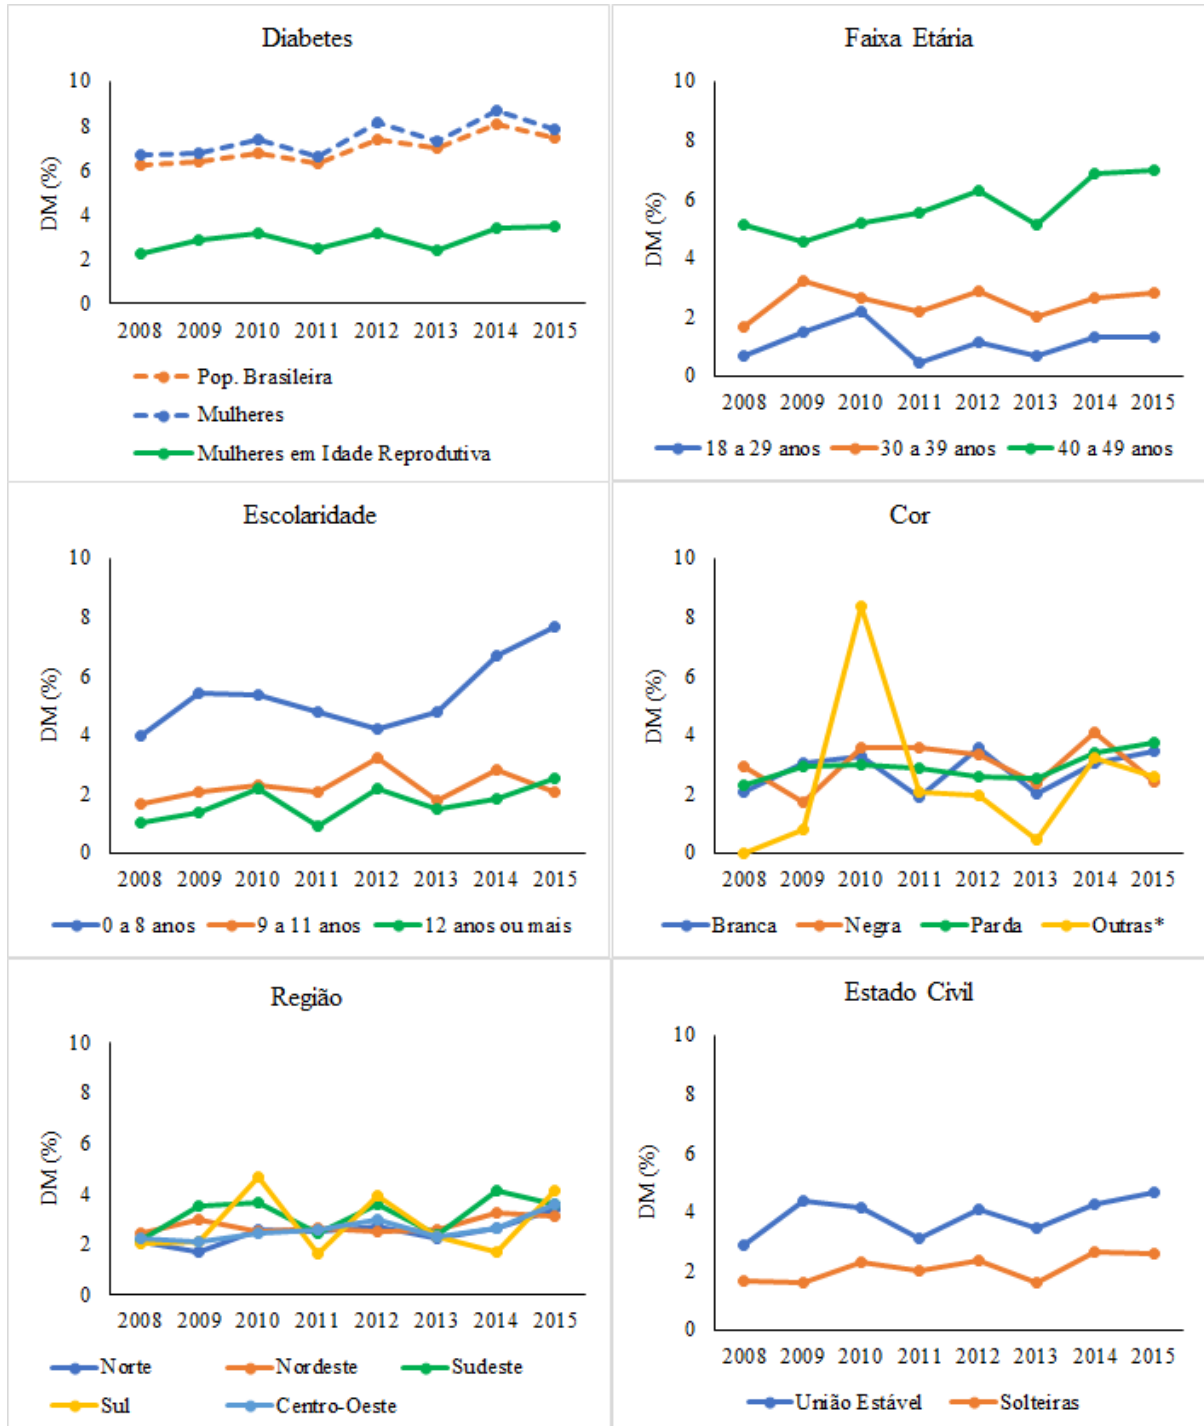 Diabetes
10
8
6
4
2
0
DM (%)
2008 2009 2010 2011 2012 2013 2014 2015
Pop. Brasileira
Mulheres
Mulheres em Idade Reprodutiva
Faixa Etária
10
8
6
4
2
0
DM (%)
2008 2009 2010 2011 2012 2013 2014 2015
18 a 29 anos 30 a 39 anos 40 a 49 anos
Escolaridade
10
8
6
4
2
0
DM (%)
2008 2009 2010 2011 2012 2013 2014 2015
0 a 8 anos 9 a 11 anos 12 anos ou mais
Cor
10
8
6
4
2
0
DM (%)
2008 2009 2010 2011 2012 2013 2014 2015
Branca Negra Parda Outras*
Região
10
8
6
4
2
0
DM (%)
2008 2009 2010 2011 2012 2013 2014 2015
Norte Nordeste Sudeste
Sul Centro-Oeste
Estado Civil
10
8
6
4
2
0
DM (%)
2008 2009 2010 2011 2012 2013 2014 2015
União Estável Solteiras